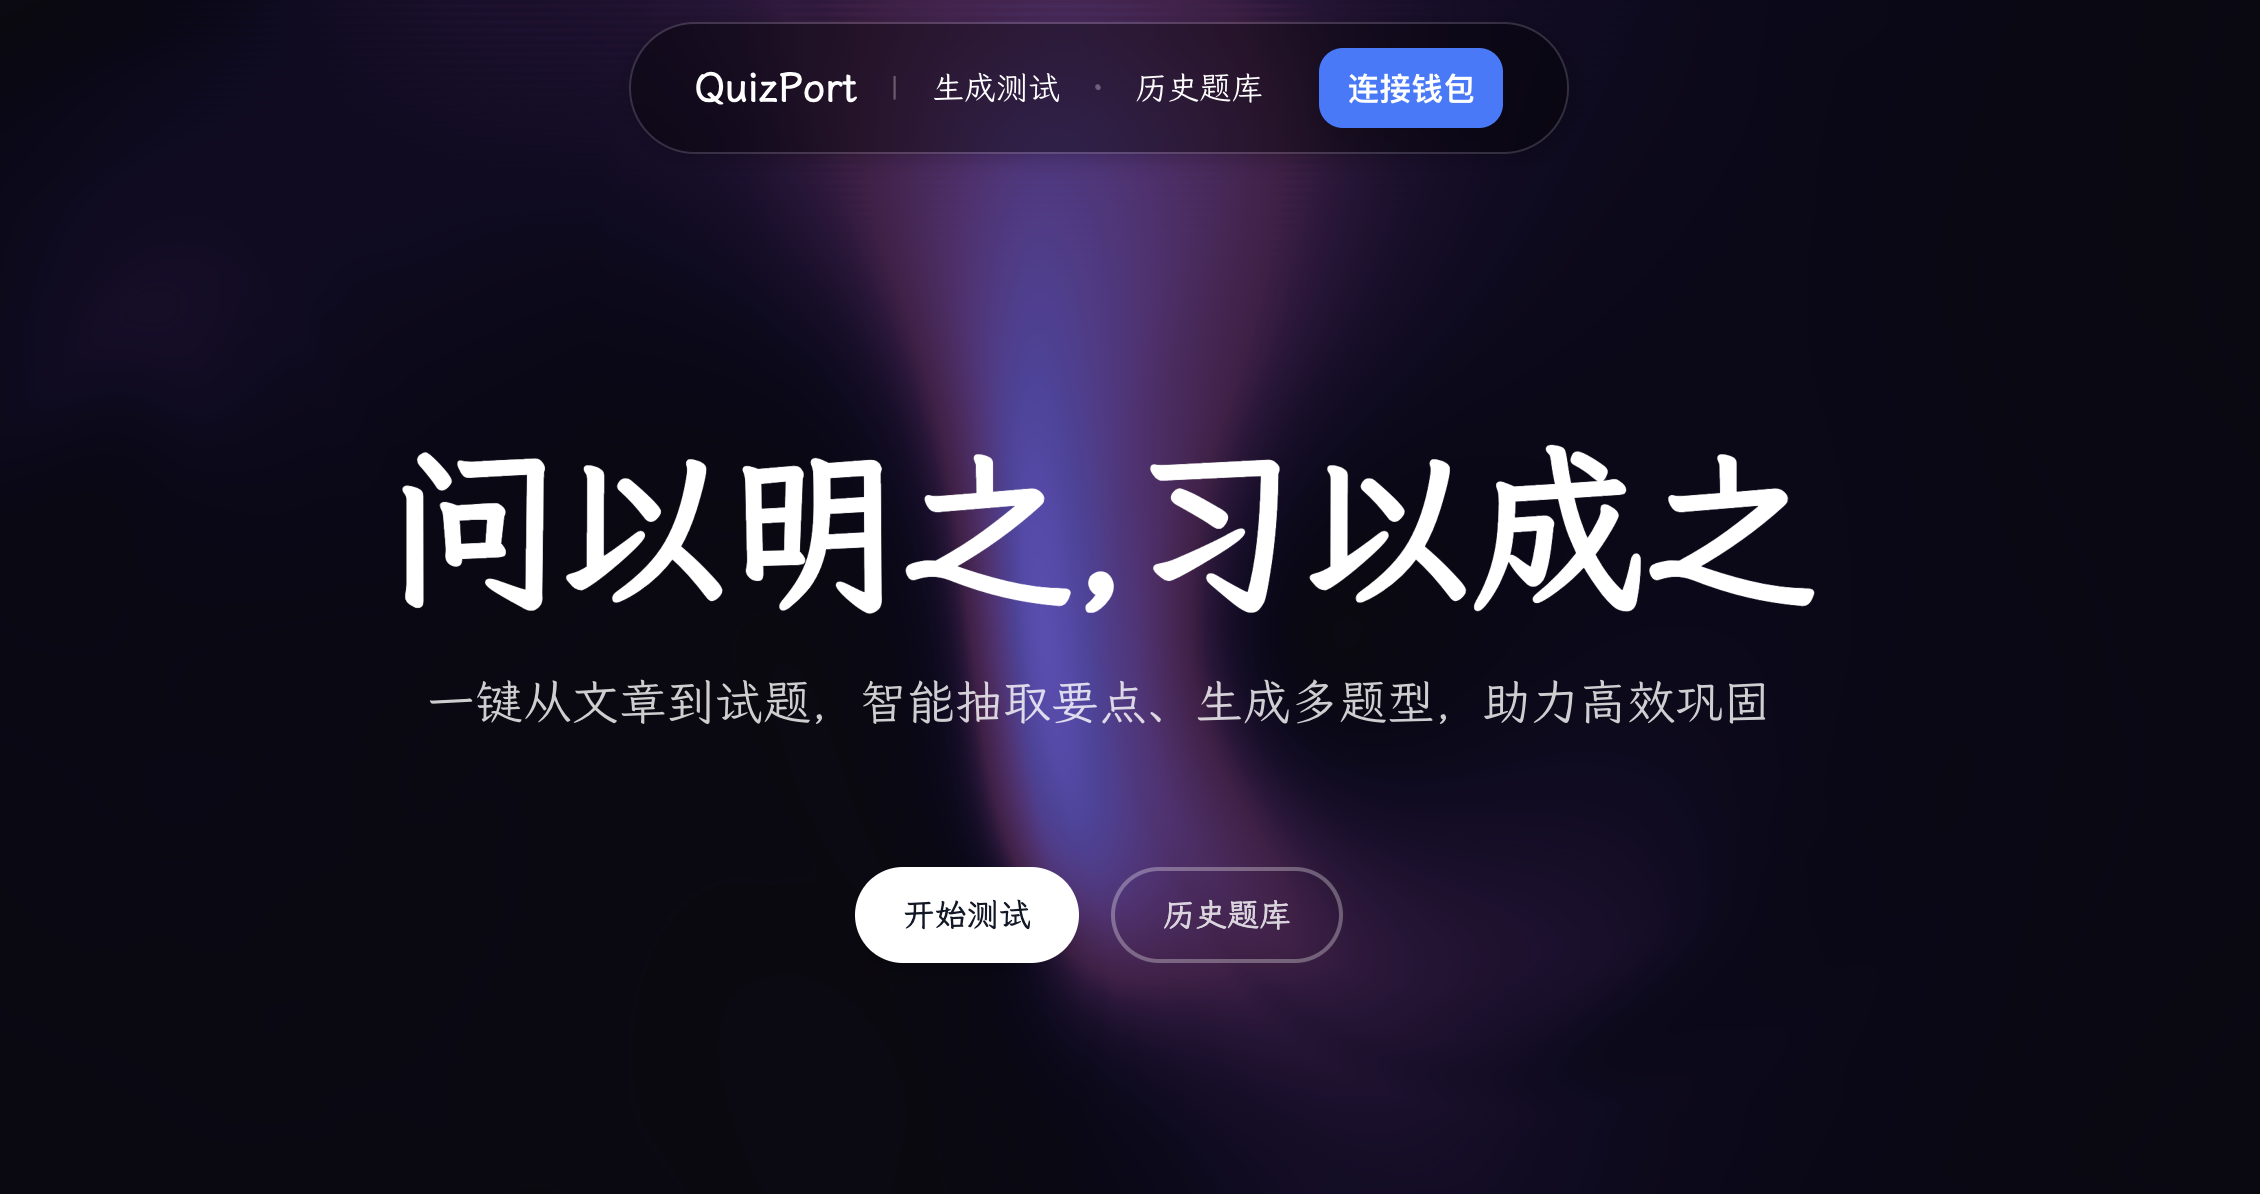 QuizPort | 生成测试 · 历史题库 连接钱包
问以明之,习以成之
一键从文章到试题，智能抽取要点、生成多题型，助力高效巩固
开始测试 历史题库